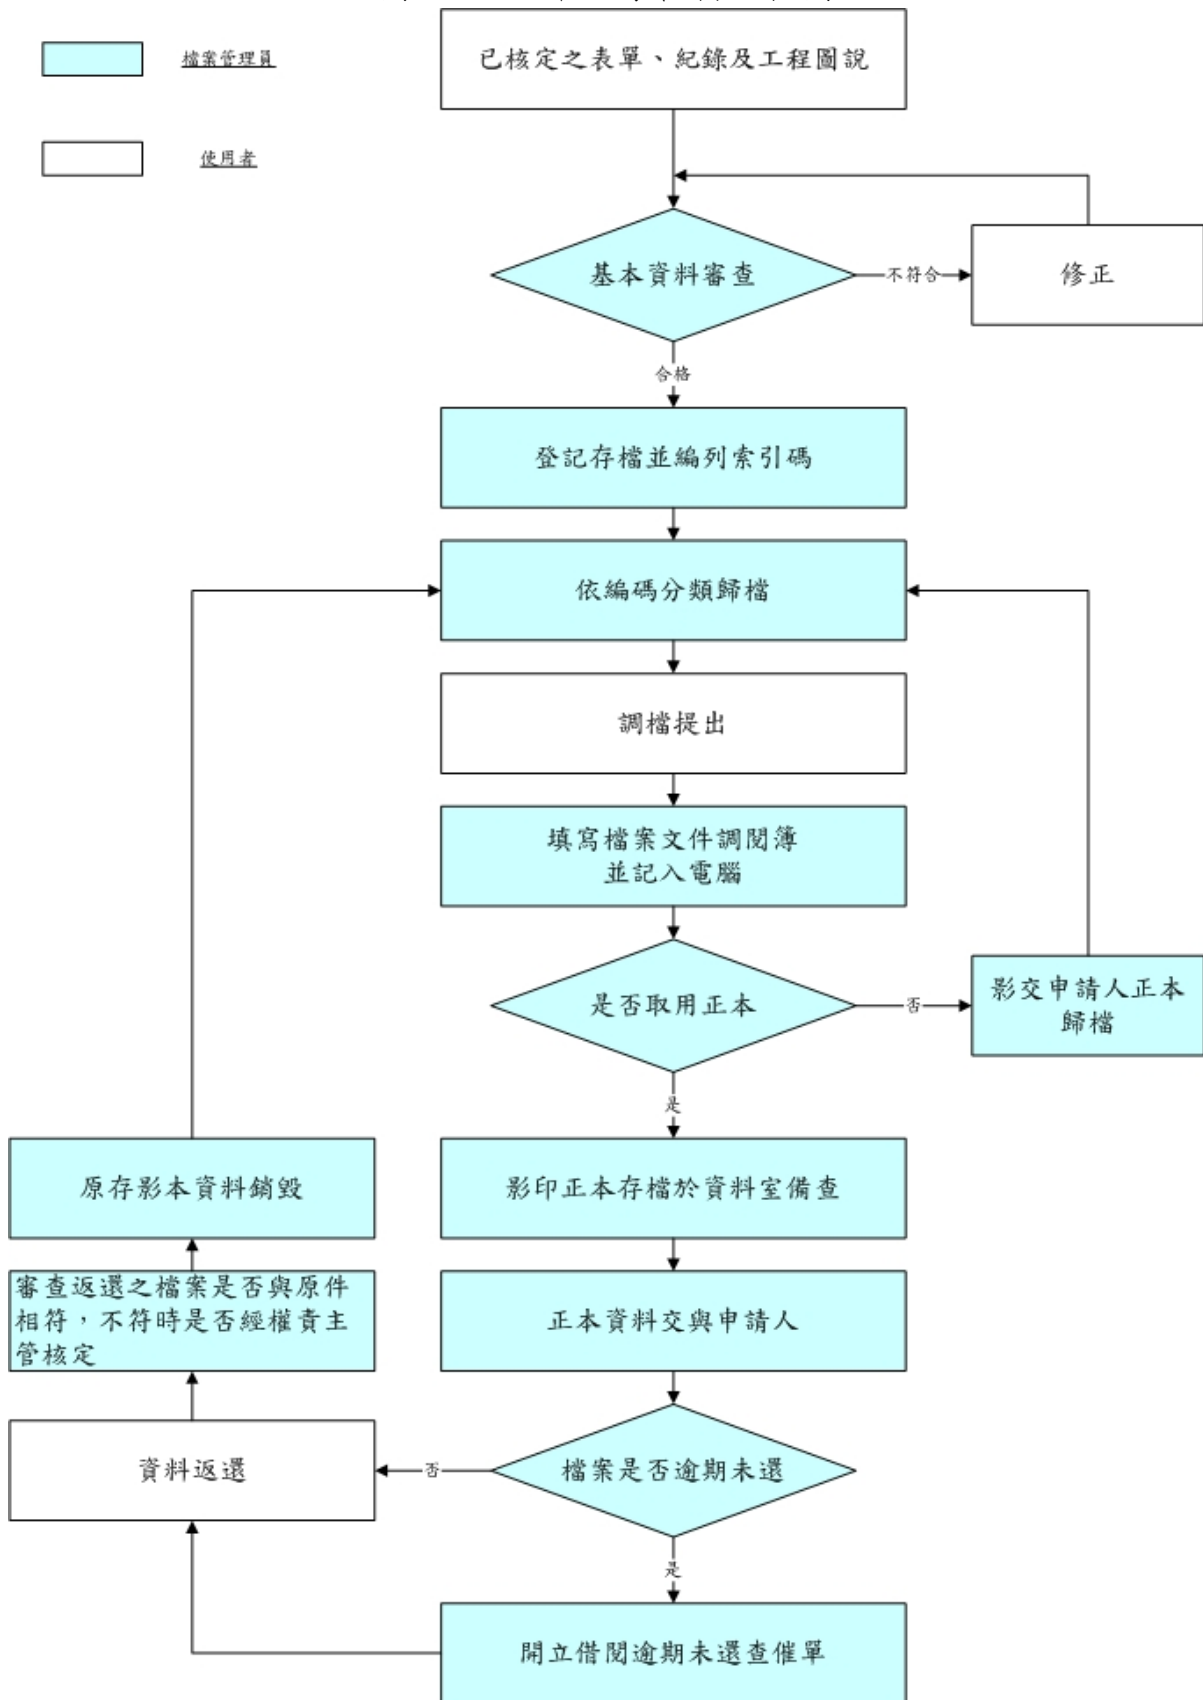 檔案管理員
使用者
已核定之表單、紀錄及工程圖說
基本資料審查
不符合
修正
合格
登記存檔並編列索引碼
依編碼分類歸檔
調檔提出
填寫檔案文件調閱簿
並記入電腦
是否取用正本
否
影交申請人正本
歸檔
是
原存影本資料銷毀
影印正本存檔於資料室備查
審查返還之檔案是否與原件
相符，不符時是否經權責主
管核定
正本資料交與申請人
資料返還
否
檔案是否逾期未還
是
開立借閱逾期未還查催單